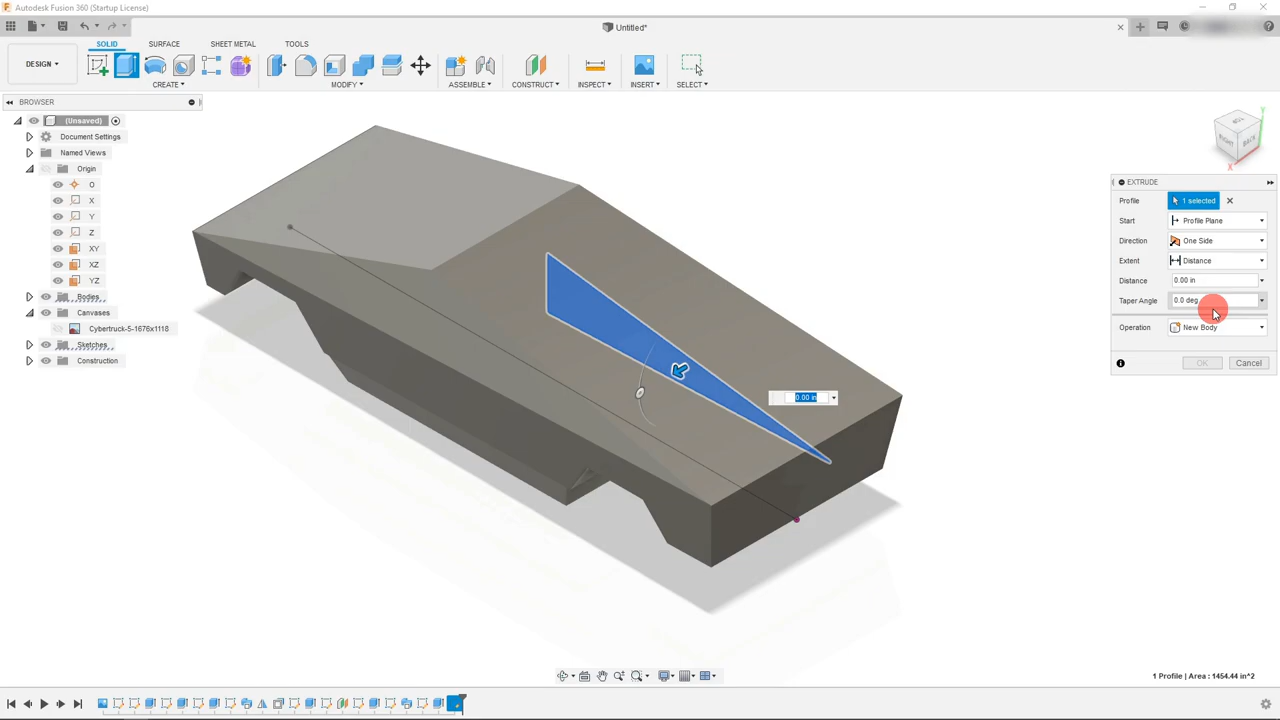 Autodesk Fusion 360 (Startup License)
Untitled*
SOLID SURFACE SHEET METAL TOOLS
DESIGN
CREATE MODIFY ASSEMBLE CONSTRUCT INSPECT INSERT SELECT
BROWSER
(Unsaved)
Document Settings
Named Views
Origin
O
X
Y
Z
XY
XZ
YZ
Bodies
Canvases
Cybertruck-5-1676x1118
Sketches
Construction
Y
RIGHT BACK
X
EXTRUDE
Profile 1 selected
Start Profile Plane
Direction One Side
Extent Distance
Distance 0.00 in
Taper Angle 0.0 deg
Operation New Body
OK Cancel
0.00 in
1 Profile | Area : 1454.44 in^2